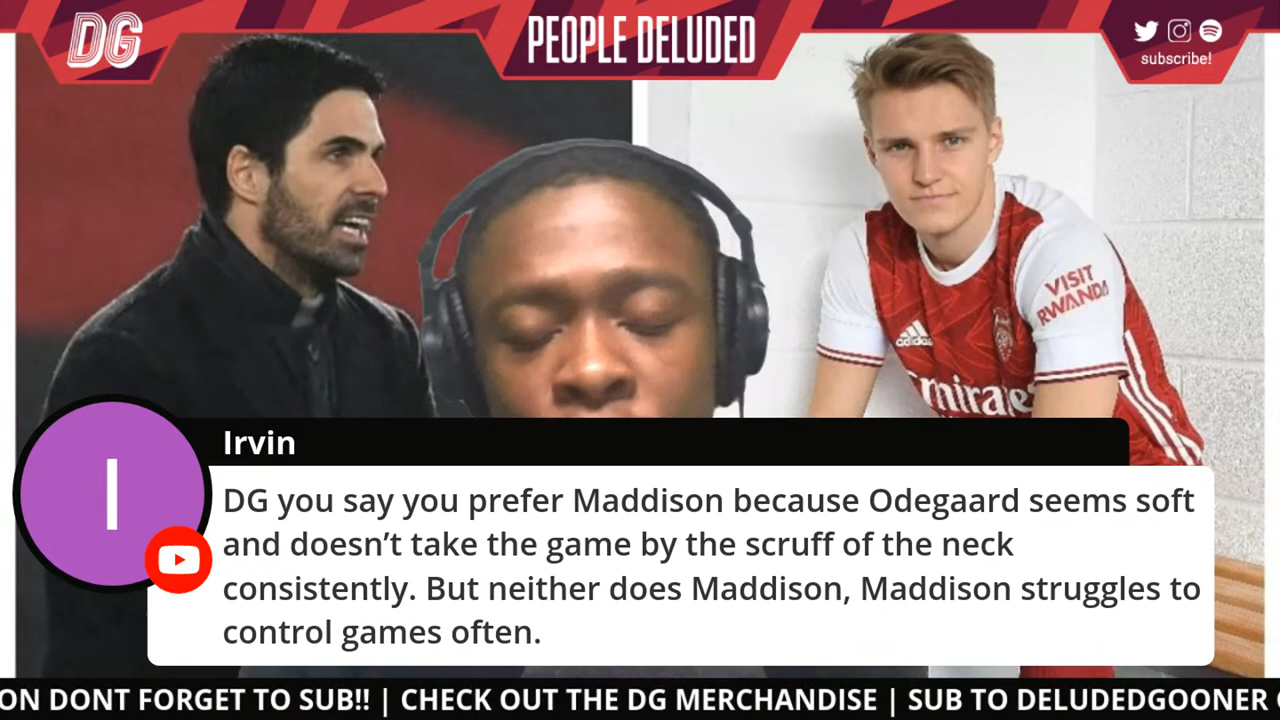 DG
PEOPLE DELUDED
subscribe!
VISIT
RWANDA
adidas
Emirates
I
Irvin
DG you say you prefer Maddison because Odegaard seems soft
and doesn’t take the game by the scruff of the neck
consistently. But neither does Maddison, Maddison struggles to
control games often.
ON DONT FORGET TO SUB!! | CHECK OUT THE DG MERCHANDISE | SUB TO DELUDEDGOONER